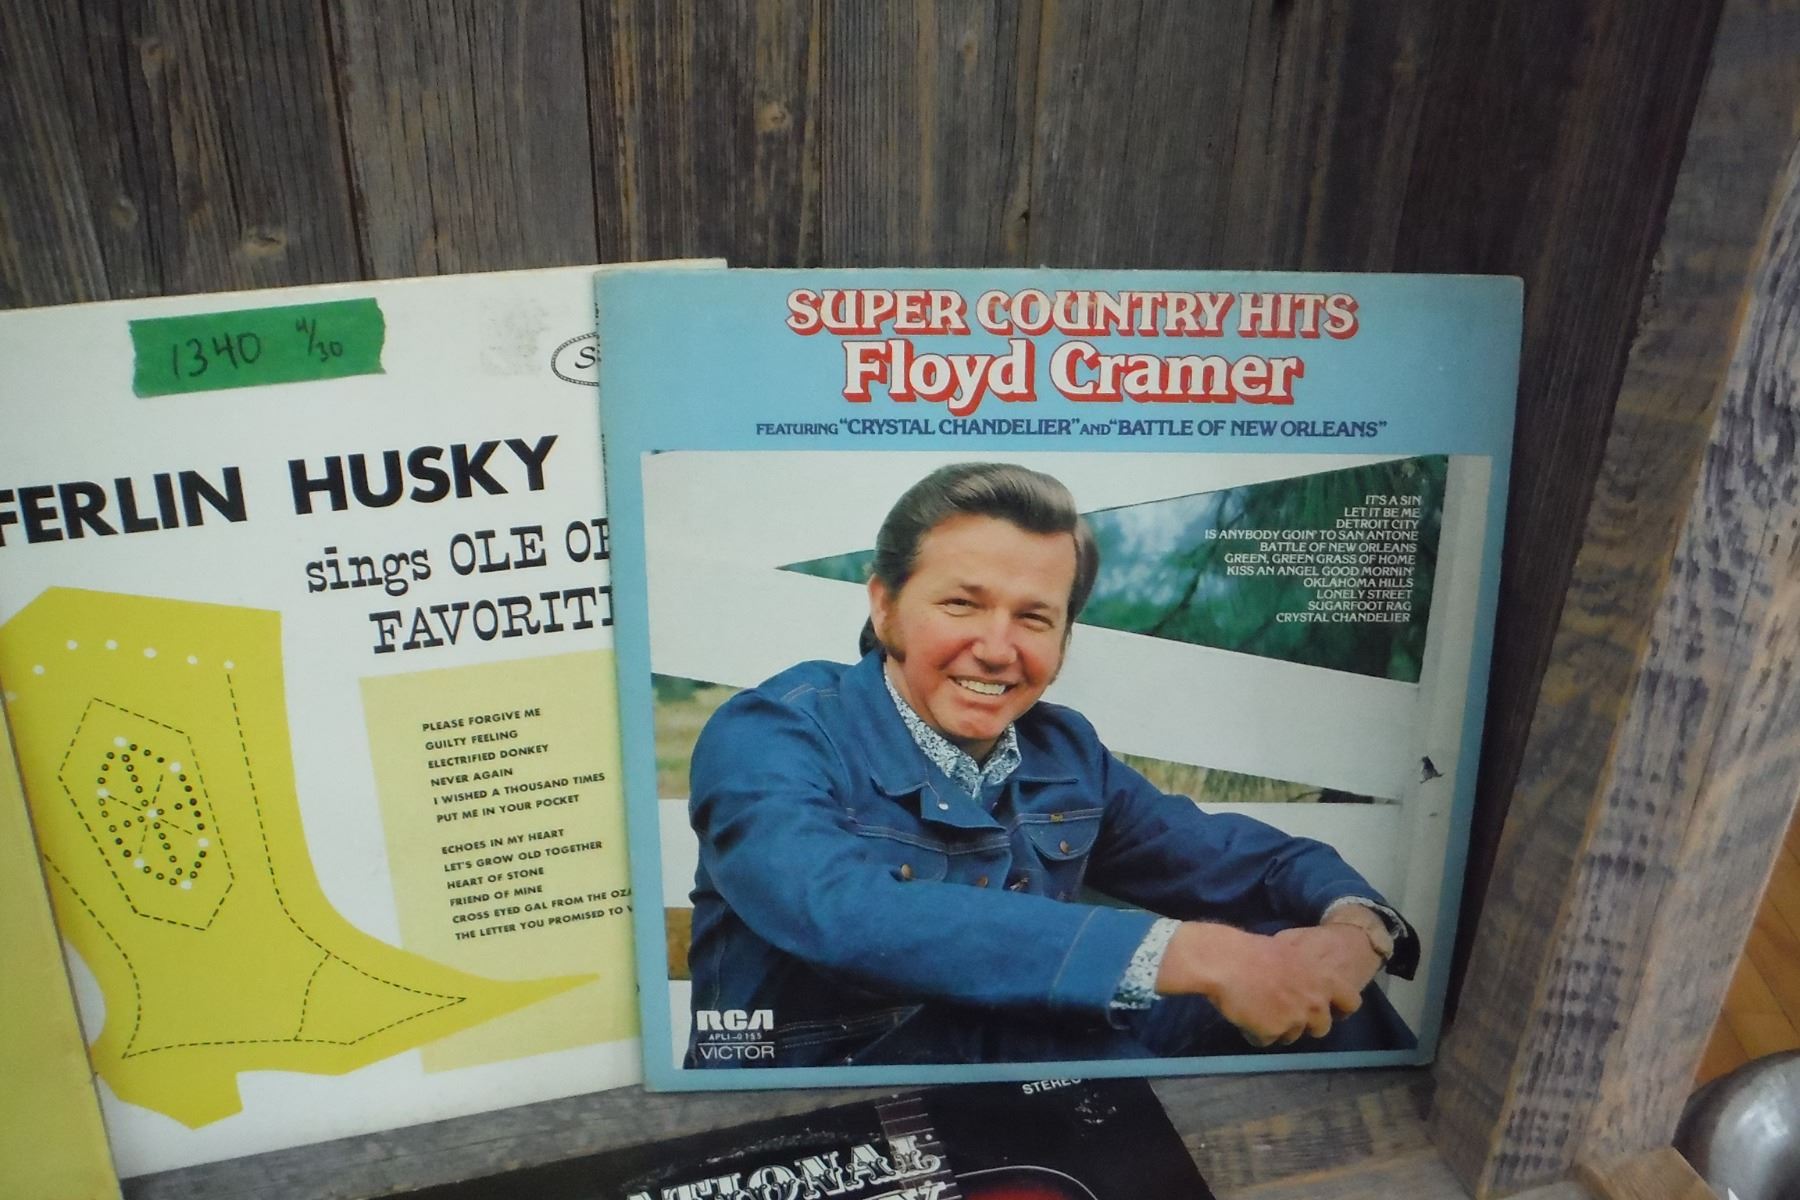 1340 4/30
FERLIN HUSKY
sings OLE
PLEASE FORGIVE ME
GUILTY FEELING
ELECTRIFIED DONKEY
NEVER AGAIN
I WISHED A THOUSAND TIMES
PUT ME IN YOUR POCKET
ECHOES IN MY HEART
LET'S GROW OLD TOGETHER
HEART OF STONE
FRIEND OF MINE
CROSS EYED GAL FROM THE
THE LETTER YOU PROMISED TO
SUPER COUNTRY HITS
Floyd Cramer
FEATURING "CRYSTAL CHANDELIER" AND "BATTLE OF NEW ORLEANS"
IT'S A SIN
LET IT BE ME
DETROIT CITY
IS ANYBODY GOIN' TO SAN ANTONE
BATTLE OF NEW ORLEANS
GREEN, GREEN GRASS OF HOME
KISS AN ANGEL GOOD MORNIN'
OKLAHOMA HILLS
LONELY STREET
SUGARFOOT RAG
CRYSTAL CHANDELIER
RCA
APL1-0155
VICTOR
STEREO